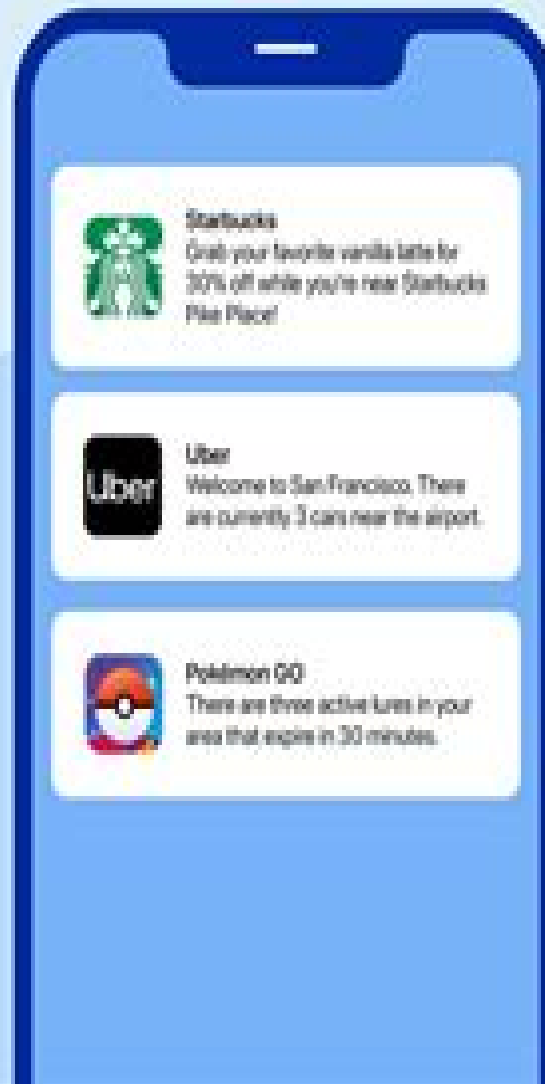 Starbucks
Grab your favorite vanilla latte for
30% off while you're near Starbucks
Pike Place!
Uber
Uber
Welcome to San Francisco. There
are currently 3 cars near the airport.
Pokémon GO
There are three active lures in your
area that expire in 30 minutes.